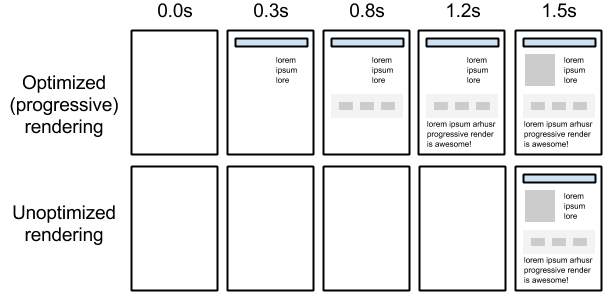 0.0s 0.3s 0.8s 1.2s 1.5s
Optimized
(progressive)
rendering
lorem
ipsum
lore
lorem
ipsum
lore
lorem
ipsum
lore
lorem ipsum arhusr
progressive render
is awesome!
lorem
ipsum
lore
lorem ipsum arhusr
progressive render
is awesome!
Unoptimized
rendering
lorem
ipsum
lore
lorem ipsum arhusr
progressive render
is awesome!